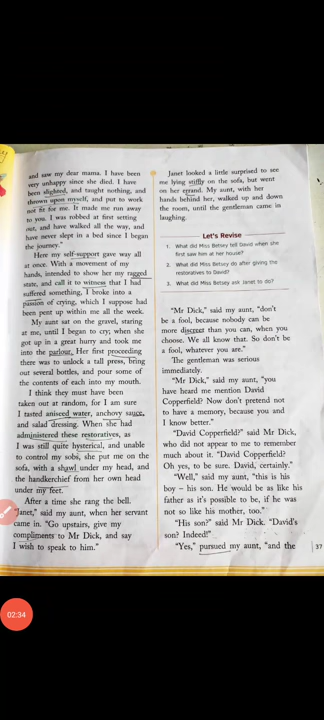 and saw my dear mama. I have been
very unhappy since she died. I have
been slighted, and taught nothing, and
thrown upon myself, and put to work
not fit for me. It made me run away
to you. I was robbed at first setting
out, and have walked all the way, and
have never slept in a bed since I began
the journey."
Here my self-support gave way all
at once. With a movement of my
hands, intended to show her my ragged
state, and call it to witness that I had
suffered something, I broke into a
passion of crying, which I suppose had
been pent up within me all the week.
My aunt sat on the gravel, staring
at me, until I began to cry; when she
got up in a great hurry and took me
into the parlour. Her first proceeding
there was to unlock a tall press, bring
out several bottles, and pour some of
the contents of each into my mouth.
I think they must have been
taken out at random, for I am sure
I tasted aniseed water, anchovy sauce,
and salad dressing. When she had
administered these restoratives, as
I was still quite hysterical, and unable
to control my sobs, she put me on the
sofa, with a shawl under my head, and
the handkerchief from her own head
under my feet.
After a time she rang the bell.
"Janet," said my aunt, when her servant
came in. "Go upstairs, give my
compliments to Mr Dick, and say
I wish to speak to him."
Janet looked a little surprised to see
me lying stiffly on the sofa, but went
on her errand. My aunt, with her
hands behind her, walked up and down
the room, until the gentleman came in
laughing.
Let's Revise
1. What did Miss Betsey tell David when she
first saw him at her house?
2. What did Miss Betsey do after giving the
restoratives to David?
3. What did Miss Betsey ask Janet to do?
"Mr Dick," said my aunt, "don't
be a fool, because nobody can be
more discreet than you can, when you
choose. We all know that. So don't be
a fool, whatever you are."
The gentleman was serious
immediately.
"Mr Dick," said my aunt, "you
have heard me mention David
Copperfield? Now don't pretend not
to have a memory, because you and
I know better."
"David Copperfield?" said Mr Dick,
who did not appear to me to remember
much about it. "David Copperfield?
Oh yes, to be sure. David, certainly."
"Well," said my aunt, "this is his
boy – his son. He would be as like his
father as it's possible to be, if he was
not so like his mother, too."
"His son?" said Mr Dick. "David's
son? Indeed!"
"Yes," pursued my aunt, "and the
37
02:34